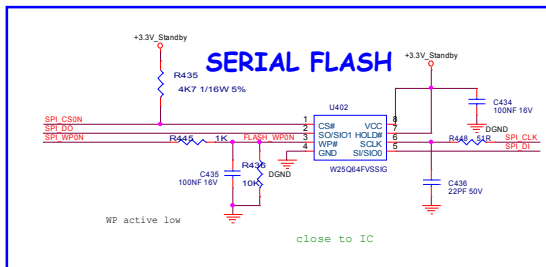 +3.3V_Standby
SERIAL FLASH
+3.3V_Standby
R435
4K7 1/16W 5%
U402
C434
100NF 16V
SPI_CS0N
1
CS#
VCC
8
SPI_DO
2
SO/SIO1
HOLD#
7
DGND
SPI_WP0N
R445
1K
FLASH_WP0N
3
WP#
SCLK
6
R448
51R
SPI_CLK
4
GND
SI/SIO0
5
SPI_DI
W25Q64FVSSIG
C435
100NF 16V
R436
10K
DGND
C436
22PF 50V
WP active low
close to IC